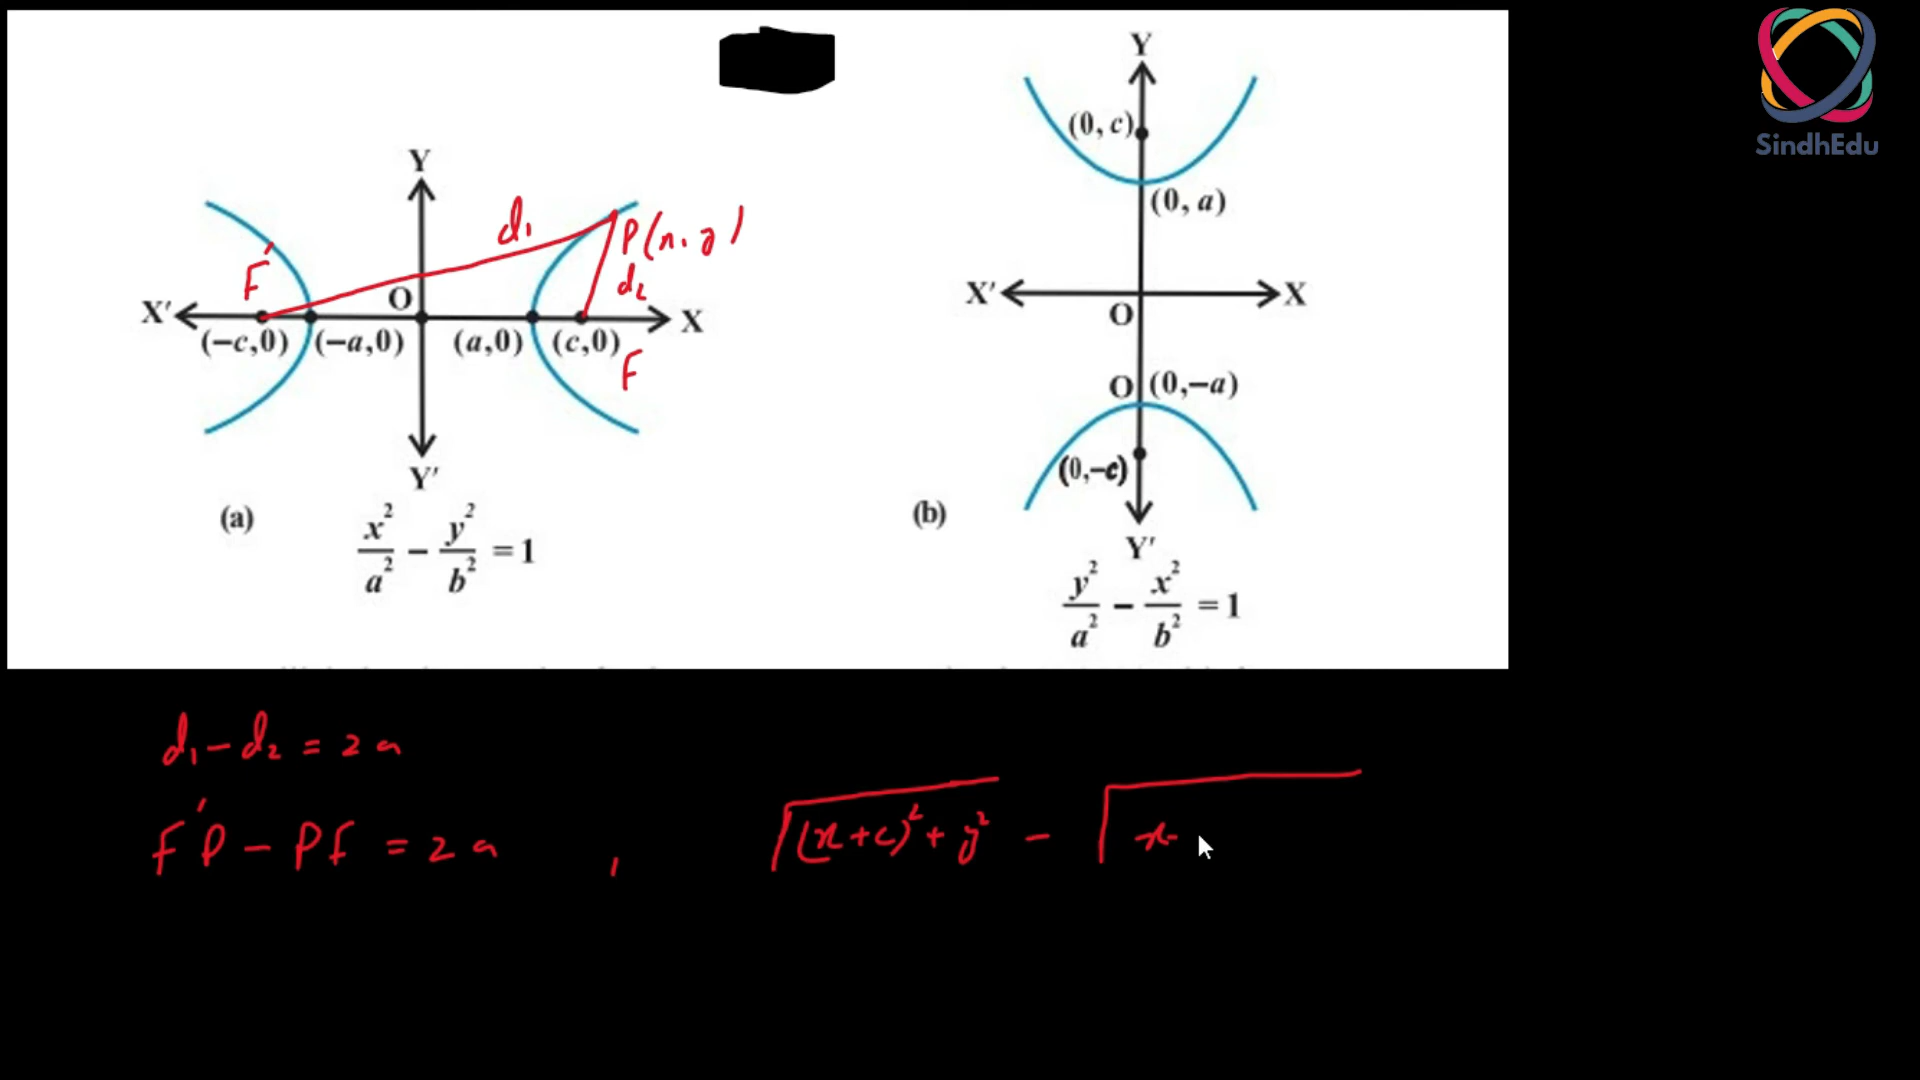 SindhEdu
Y
X′
O
X
(−c,0)
(−a,0)
(a,0)
(c,0)
Y′
F′
d₁
P(x, y)
d₂
F
(a)
x²/a² − y²/b² = 1
Y
(0, c)
(0, a)
X′
X
O
O
(0,−a)
(0,−c)
(b)
Y′
y²/a² − x²/b² = 1
d₁ − d₂ = 2a
F′P − PF = 2a , √(x+c)² + y² − √x-